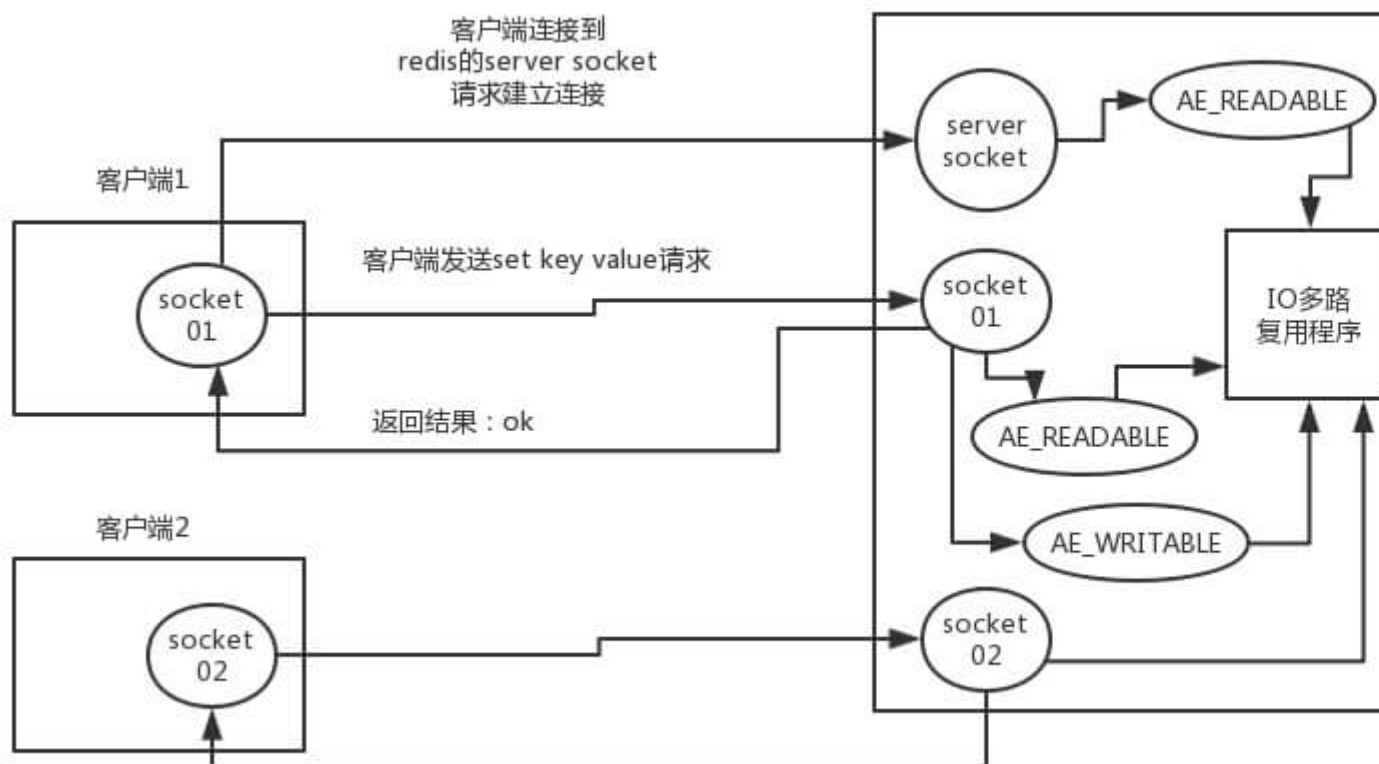 客户端连接到
redis的server socket
请求建立连接
server
socket
AE_READABLE
客户端1
socket
01
客户端发送set key value请求
socket
01
IO多路
复用程序
返回结果：ok
AE_READABLE
客户端2
AE_WRITABLE
socket
02
socket
02